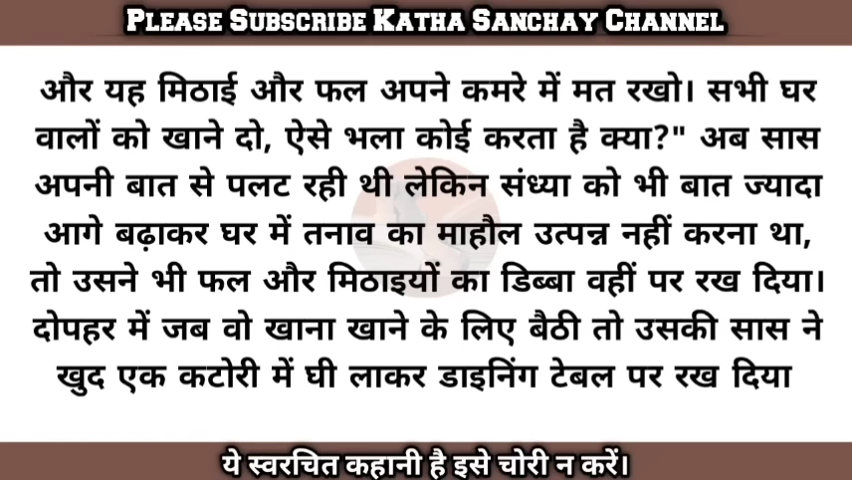 PLEASE SUBSCRIBE KATHA SANCHAY CHANNEL
और यह मिठाई और फल अपने कमरे में मत रखो। सभी घर
वालों को खाने दो, ऐसे भला कोई करता है क्या?" अब सास
अपनी बात से पलट रही थी लेकिन संध्या को भी बात ज्यादा
आगे बढ़ाकर घर में तनाव का माहौल उत्पन्न नहीं करना था,
तो उसने भी फल और मिठाइयों का डिब्बा वहीं पर रख दिया।
दोपहर में जब वो खाना खाने के लिए बैठी तो उसकी सास ने
खुद एक कटोरी में घी लाकर डाइनिंग टेबल पर रख दिया
ये स्वरचित कहानी है इसे चोरी न करें।